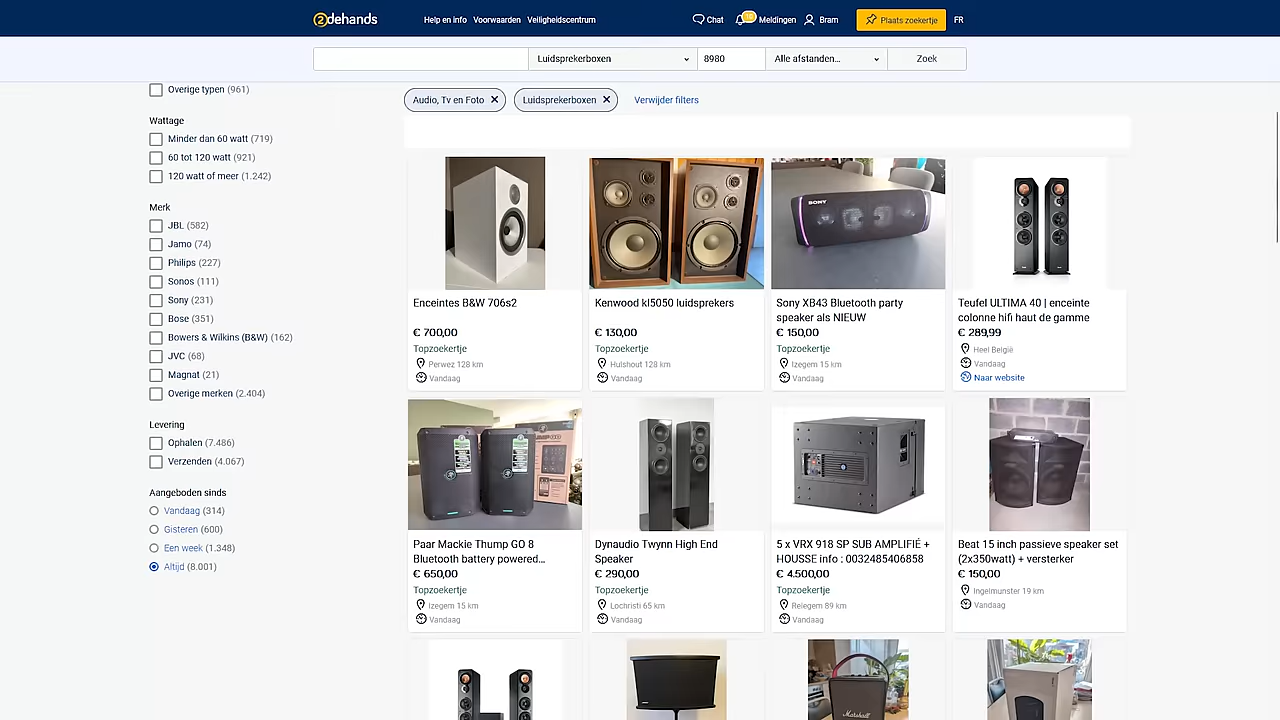 2dehands
Help en info Voorwaarden Veiligheidscentrum
Chat Meldingen Bram Plaats zoekertje FR
Luidsprekerboxen 8980 Alle afstanden... Zoek
Overige typen (961)
Audio, Tv en Foto Luidsprekerboxen Verwijder filters
Wattage
Minder dan 60 watt (719)
60 tot 120 watt (921)
120 watt of meer (1.242)
Merk
JBL (582)
Jamo (74)
Philips (227)
Sonos (111)
Sony (231)
Bose (351)
Bowers & Wilkins (B&W) (162)
JVC (68)
Magnat (21)
Overige merken (2.404)
Levering
Ophalen (7.486)
Verzenden (4.067)
Aangeboden sinds
Vandaag (314)
Gisteren (600)
Een week (1.348)
Altijd (8.001)
Enceintes B&W 706s2
€ 700,00
Topzoekertje
Perwez 128 km
Vandaag
Kenwood kl5050 luidsprekers
€ 130,00
Topzoekertje
Hulshout 128 km
Vandaag
SONY
Sony XB43 Bluetooth party
speaker als NIEUW
€ 150,00
Topzoekertje
Izegem 15 km
Vandaag
Teufel ULTIMA 40 | enceinte
colonne hifi haut de gamme
€ 289,99
Heel België
Vandaag
Naar website
Paar Mackie Thump GO 8
Bluetooth battery powered...
€ 650,00
Topzoekertje
Izegem 15 km
Vandaag
Dynaudio Twynn High End
Speaker
€ 290,00
Topzoekertje
Lochristi 65 km
Vandaag
5 x VRX 918 SP SUB AMPLIFIÉ +
HOUSSE info : 0032485406858
€ 4.500,00
Topzoekertje
Relegem 89 km
Vandaag
Beat 15 inch passieve speaker set
(2x350watt) + versterker
€ 150,00
Ingelmunster 19 km
Vandaag
Marshall